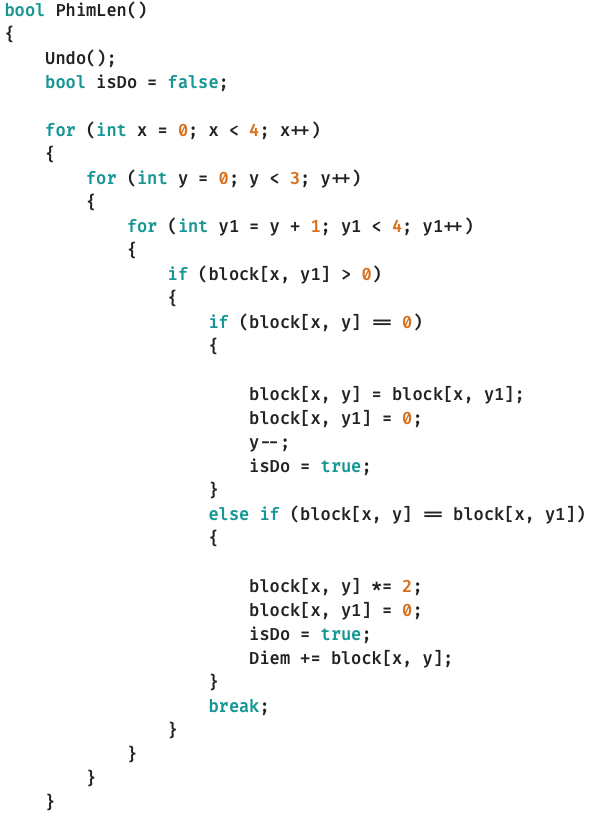 bool PhimLen()
{
    Undo();
    bool isDo = false;

    for (int x = 0; x < 4; x++)
    {
        for (int y = 0; y < 3; y++)
        {
            for (int y1 = y + 1; y1 < 4; y1++)
            {
                if (block[x, y1] > 0)
                {
                    if (block[x, y] == 0)
                    {

                        block[x, y] = block[x, y1];
                        block[x, y1] = 0;
                        y--;
                        isDo = true;
                    }
                    else if (block[x, y] == block[x, y1])
                    {

                        block[x, y] *= 2;
                        block[x, y1] = 0;
                        isDo = true;
                        Diem += block[x, y];
                    }
                    break;
                }
            }
        }
    }